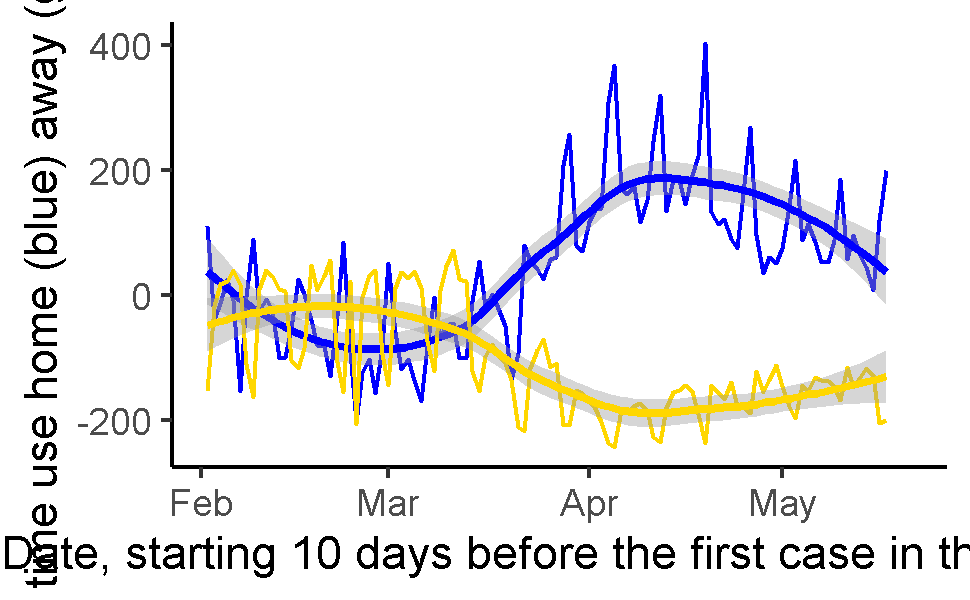 time use home (blue) away (
400
200
0
-200
Feb Mar Apr May
Date, starting 10 days before the first case in th